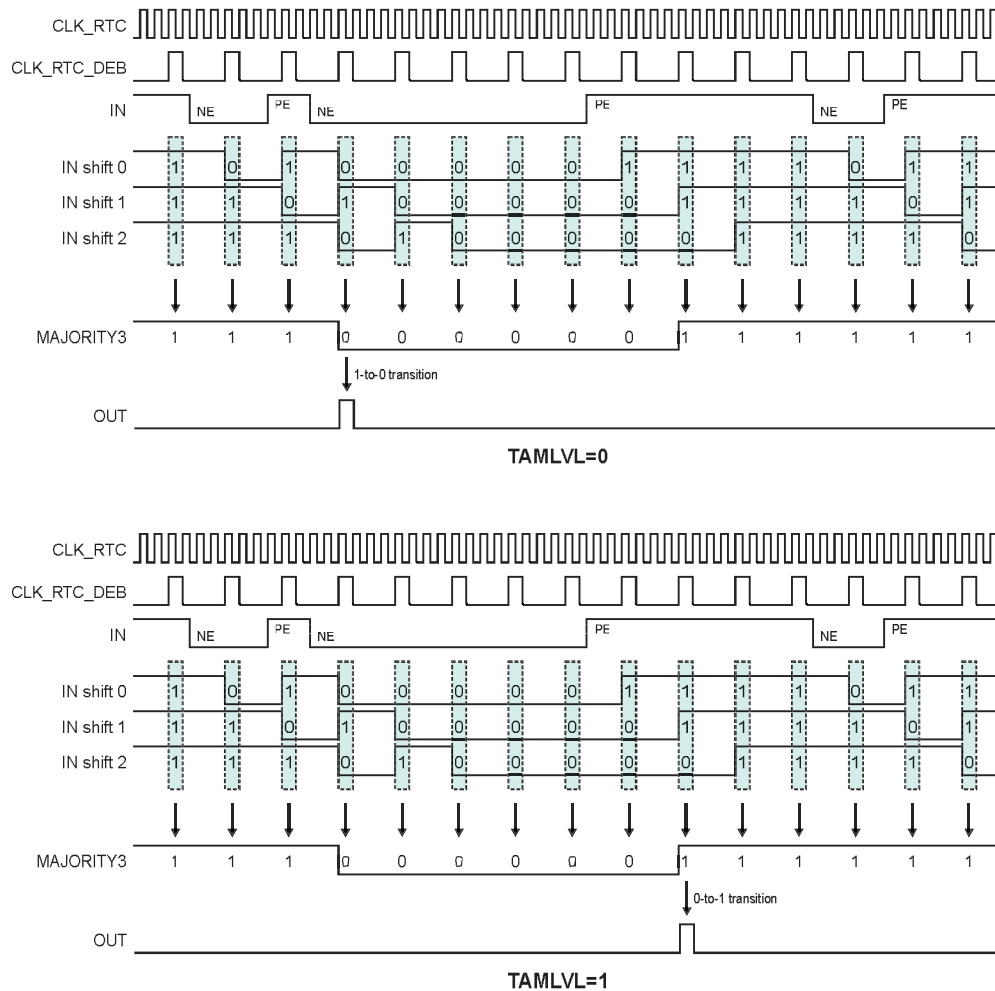 CLK_RTC
CLK_RTC_DEB
IN NE PE NE PE NE PE
IN shift 0 1 0 1 0 0 0 0 0 1 1 1 1 0 1 1
IN shift 1 1 1 0 1 0 0 0 0 0 1 1 1 1 0 1
IN shift 2 1 1 1 0 1 0 0 0 0 0 1 1 1 1 0
MAJORITY3 1 1 1 0 0 0 0 0 0 1 1 1 1 1 1
1-to-0 transition
OUT
TAMLVL=0
CLK_RTC
CLK_RTC_DEB
IN NE PE NE PE NE PE
IN shift 0 1 0 1 0 0 0 0 0 1 1 1 1 0 1 1
IN shift 1 1 1 0 1 0 0 0 0 0 1 1 1 1 0 1
IN shift 2 1 1 1 0 1 0 0 0 0 0 1 1 1 1 0
MAJORITY3 1 1 1 0 0 0 0 0 0 1 1 1 1 1 1
0-to-1 transition
OUT
TAMLVL=1